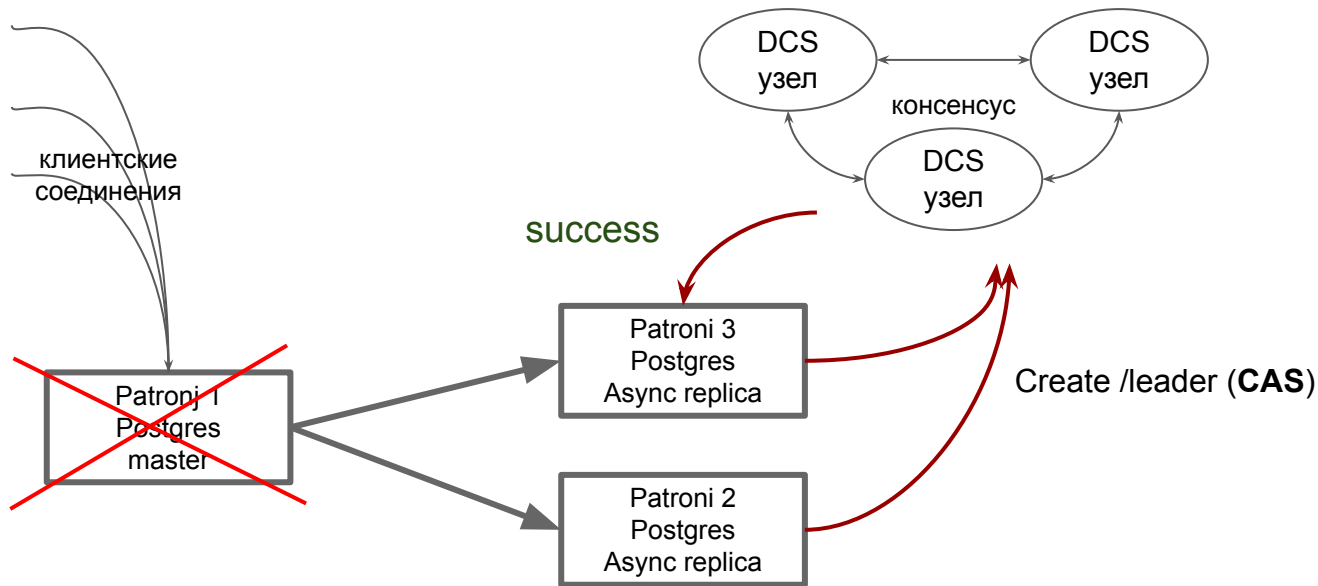 DCS
узел
DCS
узел
консенсус
DCS
узел
клиентские
соединения
success
Patroni 3
Postgres
Async replica
Create /leader (CAS)
Patroni 1
Postgres
master
Patroni 2
Postgres
Async replica